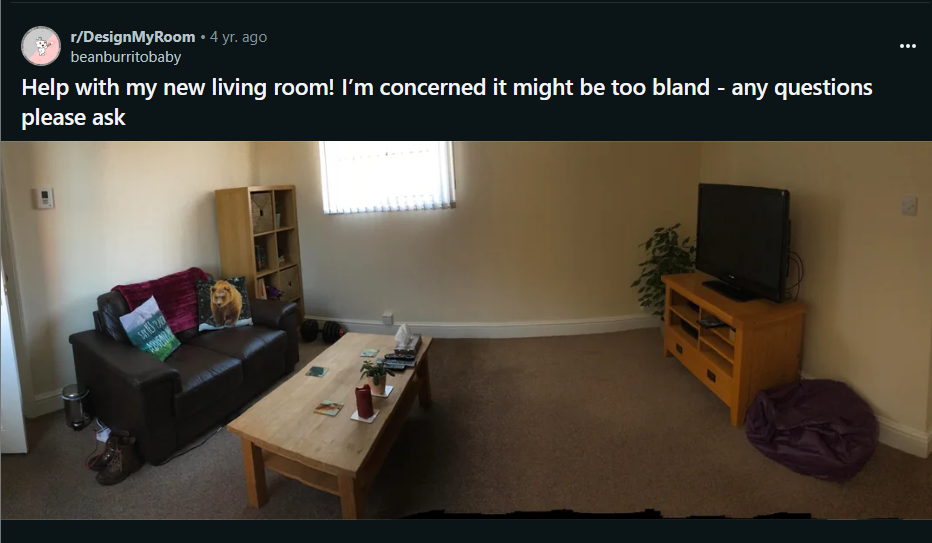 r/DesignMyRoom • 4 yr. ago
beanburritobaby
Help with my new living room! I’m concerned it might be too bland - any questions
please ask